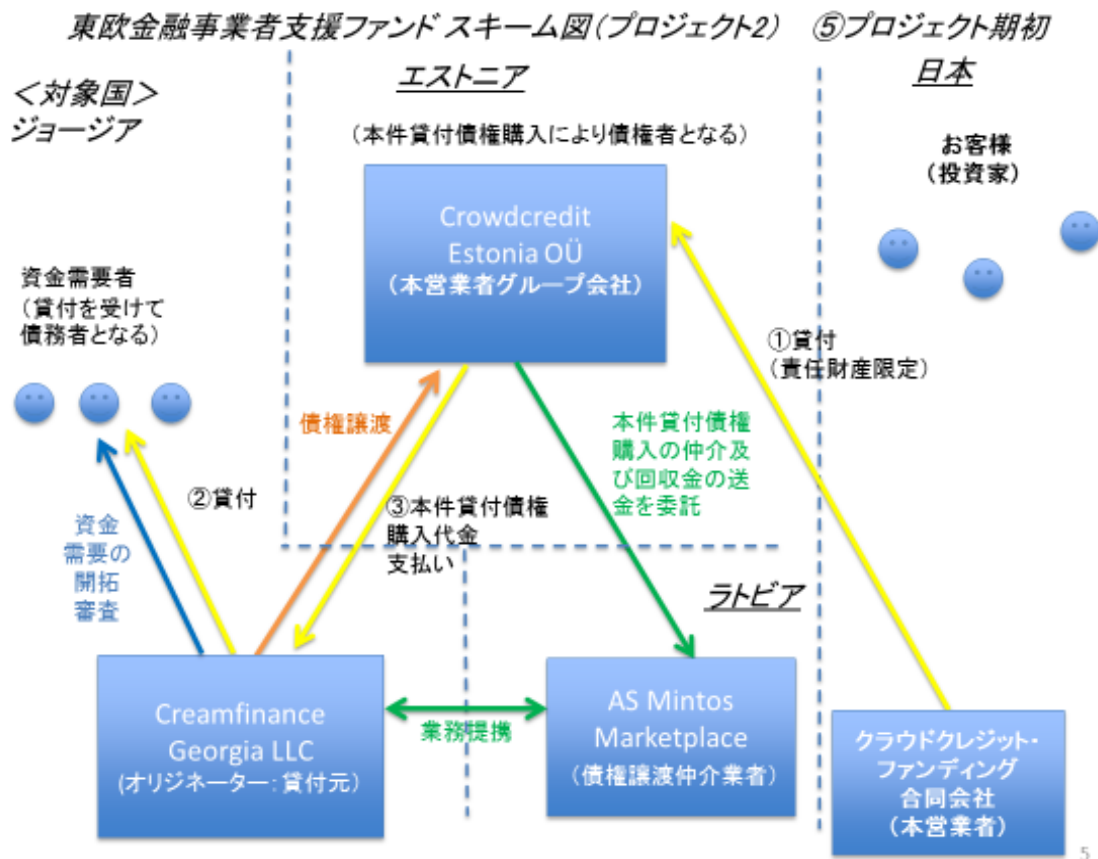 東欧金融事業者支援ファンド スキーム図(プロジェクト2) ⑤プロジェクト期初
エストニア
日本
＜対象国＞
ジョージア
(本件貸付債権購入により債権者となる)
お客様
(投資家)
Crowdcredit
Estonia OÜ
(本営業者グループ会社)
資金需要者
(貸付を受けて
債務者となる)
①貸付
(責任財産限定)
債権譲渡
本件貸付債権
購入の仲介及
び回収金の送
金を委託
②貸付
③本件貸付債権
購入代金
支払い
資金
需要の
開拓
審査
ラトビア
Creamfinance
Georgia LLC
(オリジネーター：貸付元)
業務提携
AS Mintos
Marketplace
(債権譲渡仲介業者)
クラウドクレジット・
ファンディング
合同会社
(本営業者)
5